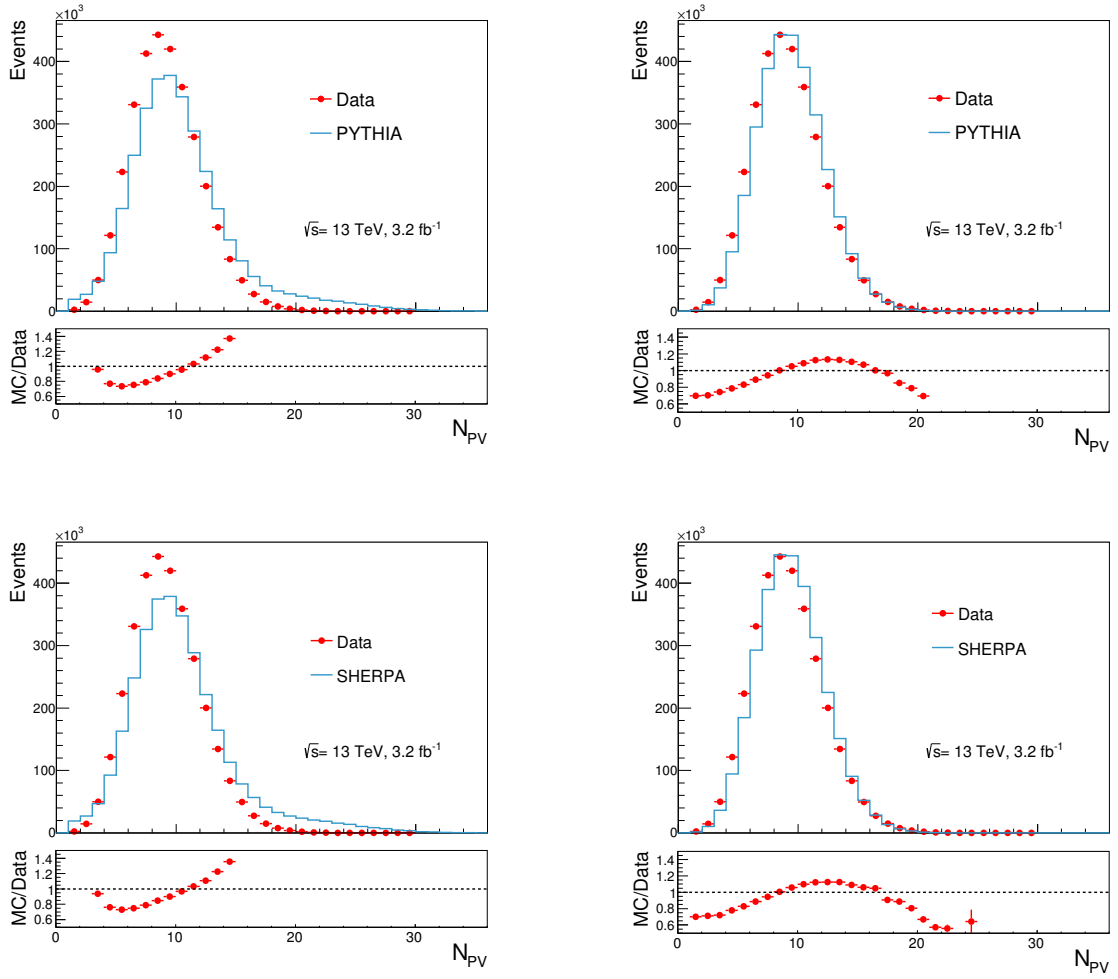 ×10³
Events
400
300
200
100
0
Data
PYTHIA
√s= 13 TeV, 3.2 fb⁻¹
MC/Data
1.4
1.2
1
0.8
0.6
0 10 20 30
N_PV
×10³
Events
400
300
200
100
0
Data
PYTHIA
√s= 13 TeV, 3.2 fb⁻¹
MC/Data
1.4
1.2
1
0.8
0.6
0 10 20 30
N_PV
×10³
Events
400
300
200
100
0
Data
SHERPA
√s= 13 TeV, 3.2 fb⁻¹
MC/Data
1.4
1.2
1
0.8
0.6
0 10 20 30
N_PV
×10³
Events
400
300
200
100
0
Data
SHERPA
√s= 13 TeV, 3.2 fb⁻¹
MC/Data
1.4
1.2
1
0.8
0.6
0 10 20 30
N_PV